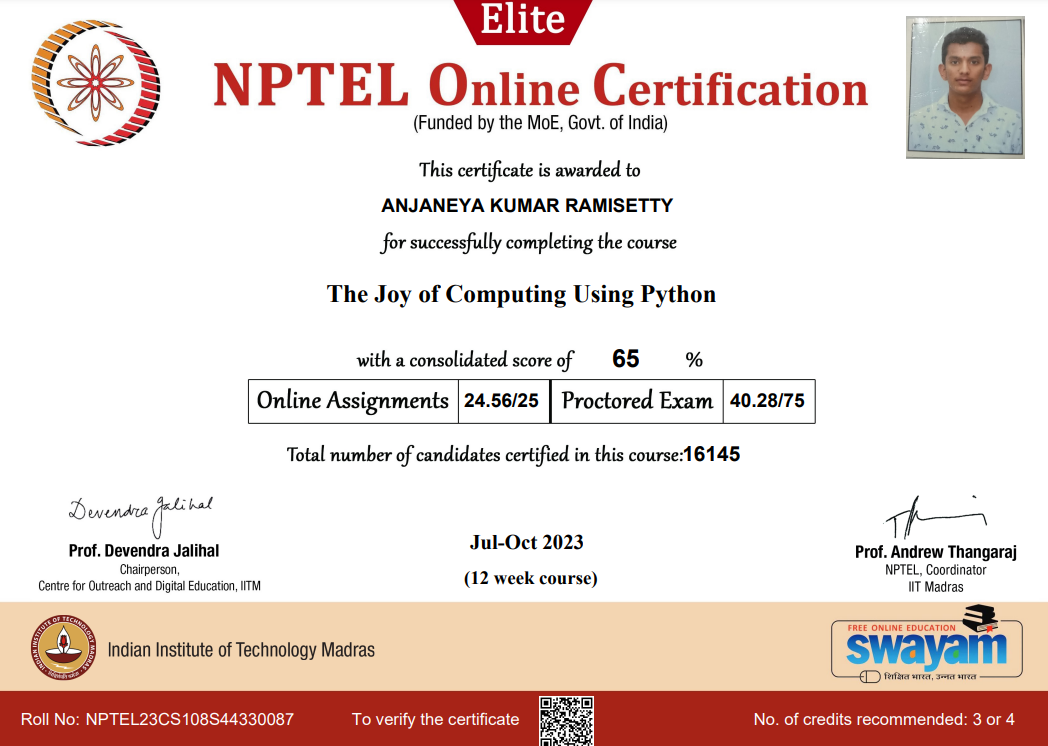 Elite
NPTEL Online Certification
(Funded by the MoE, Govt. of India)
This certificate is awarded to
ANJANEYA KUMAR RAMISETTY
for successfully completing the course
The Joy of Computing Using Python
with a consolidated score of 65 %
Online Assignments 24.56/25 Proctored Exam 40.28/75
Total number of candidates certified in this course:16145
Devendra Jalihal
Prof. Devendra Jalihal
Chairperson,
Centre for Outreach and Digital Education, IITM
Jul-Oct 2023
(12 week course)
Prof. Andrew Thangaraj
NPTEL, Coordinator
IIT Madras
INDIAN INSTITUTE OF TECHNOLOGY MADRAS
Indian Institute of Technology Madras
FREE ONLINE EDUCATION
swayam
शिक्षित भारत, उन्नत भारत
Roll No: NPTEL23CS108S44330087
To verify the certificate
No. of credits recommended: 3 or 4